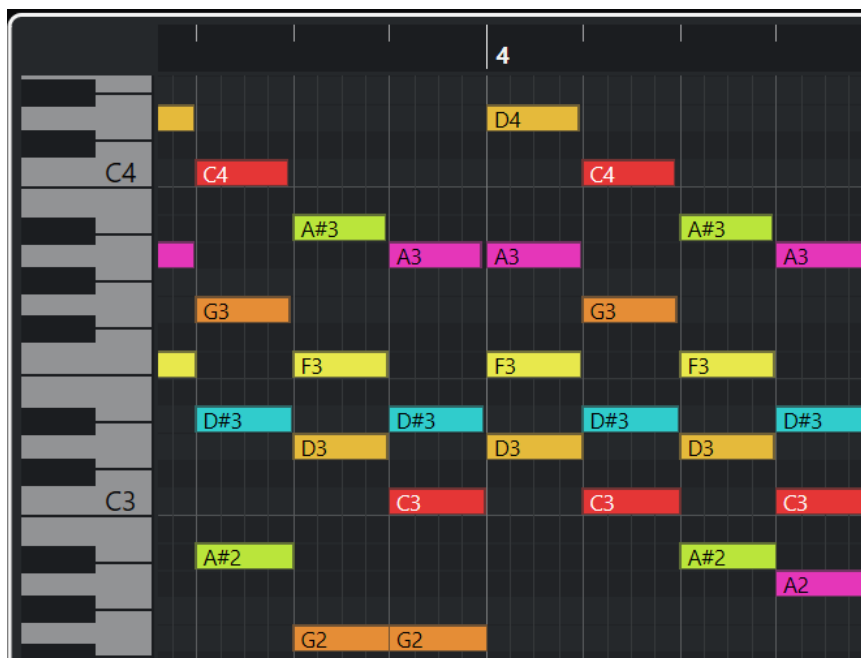 4
D4
C4 C4 C4
A#3 A#3
A3 A3 A3
G3 G3
F3 F3 F3
D#3 D#3 D#3 D#3
D3 D3 D3
C3 C3 C3 C3
A#2 A#2
A2
G2 G2